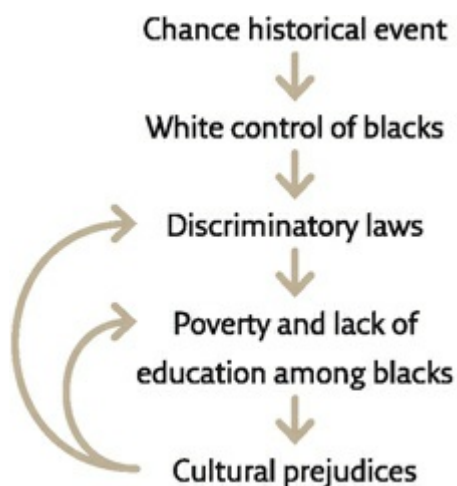 Chance historical event
White control of blacks
Discriminatory laws
Poverty and lack of
education among blacks
Cultural prejudices